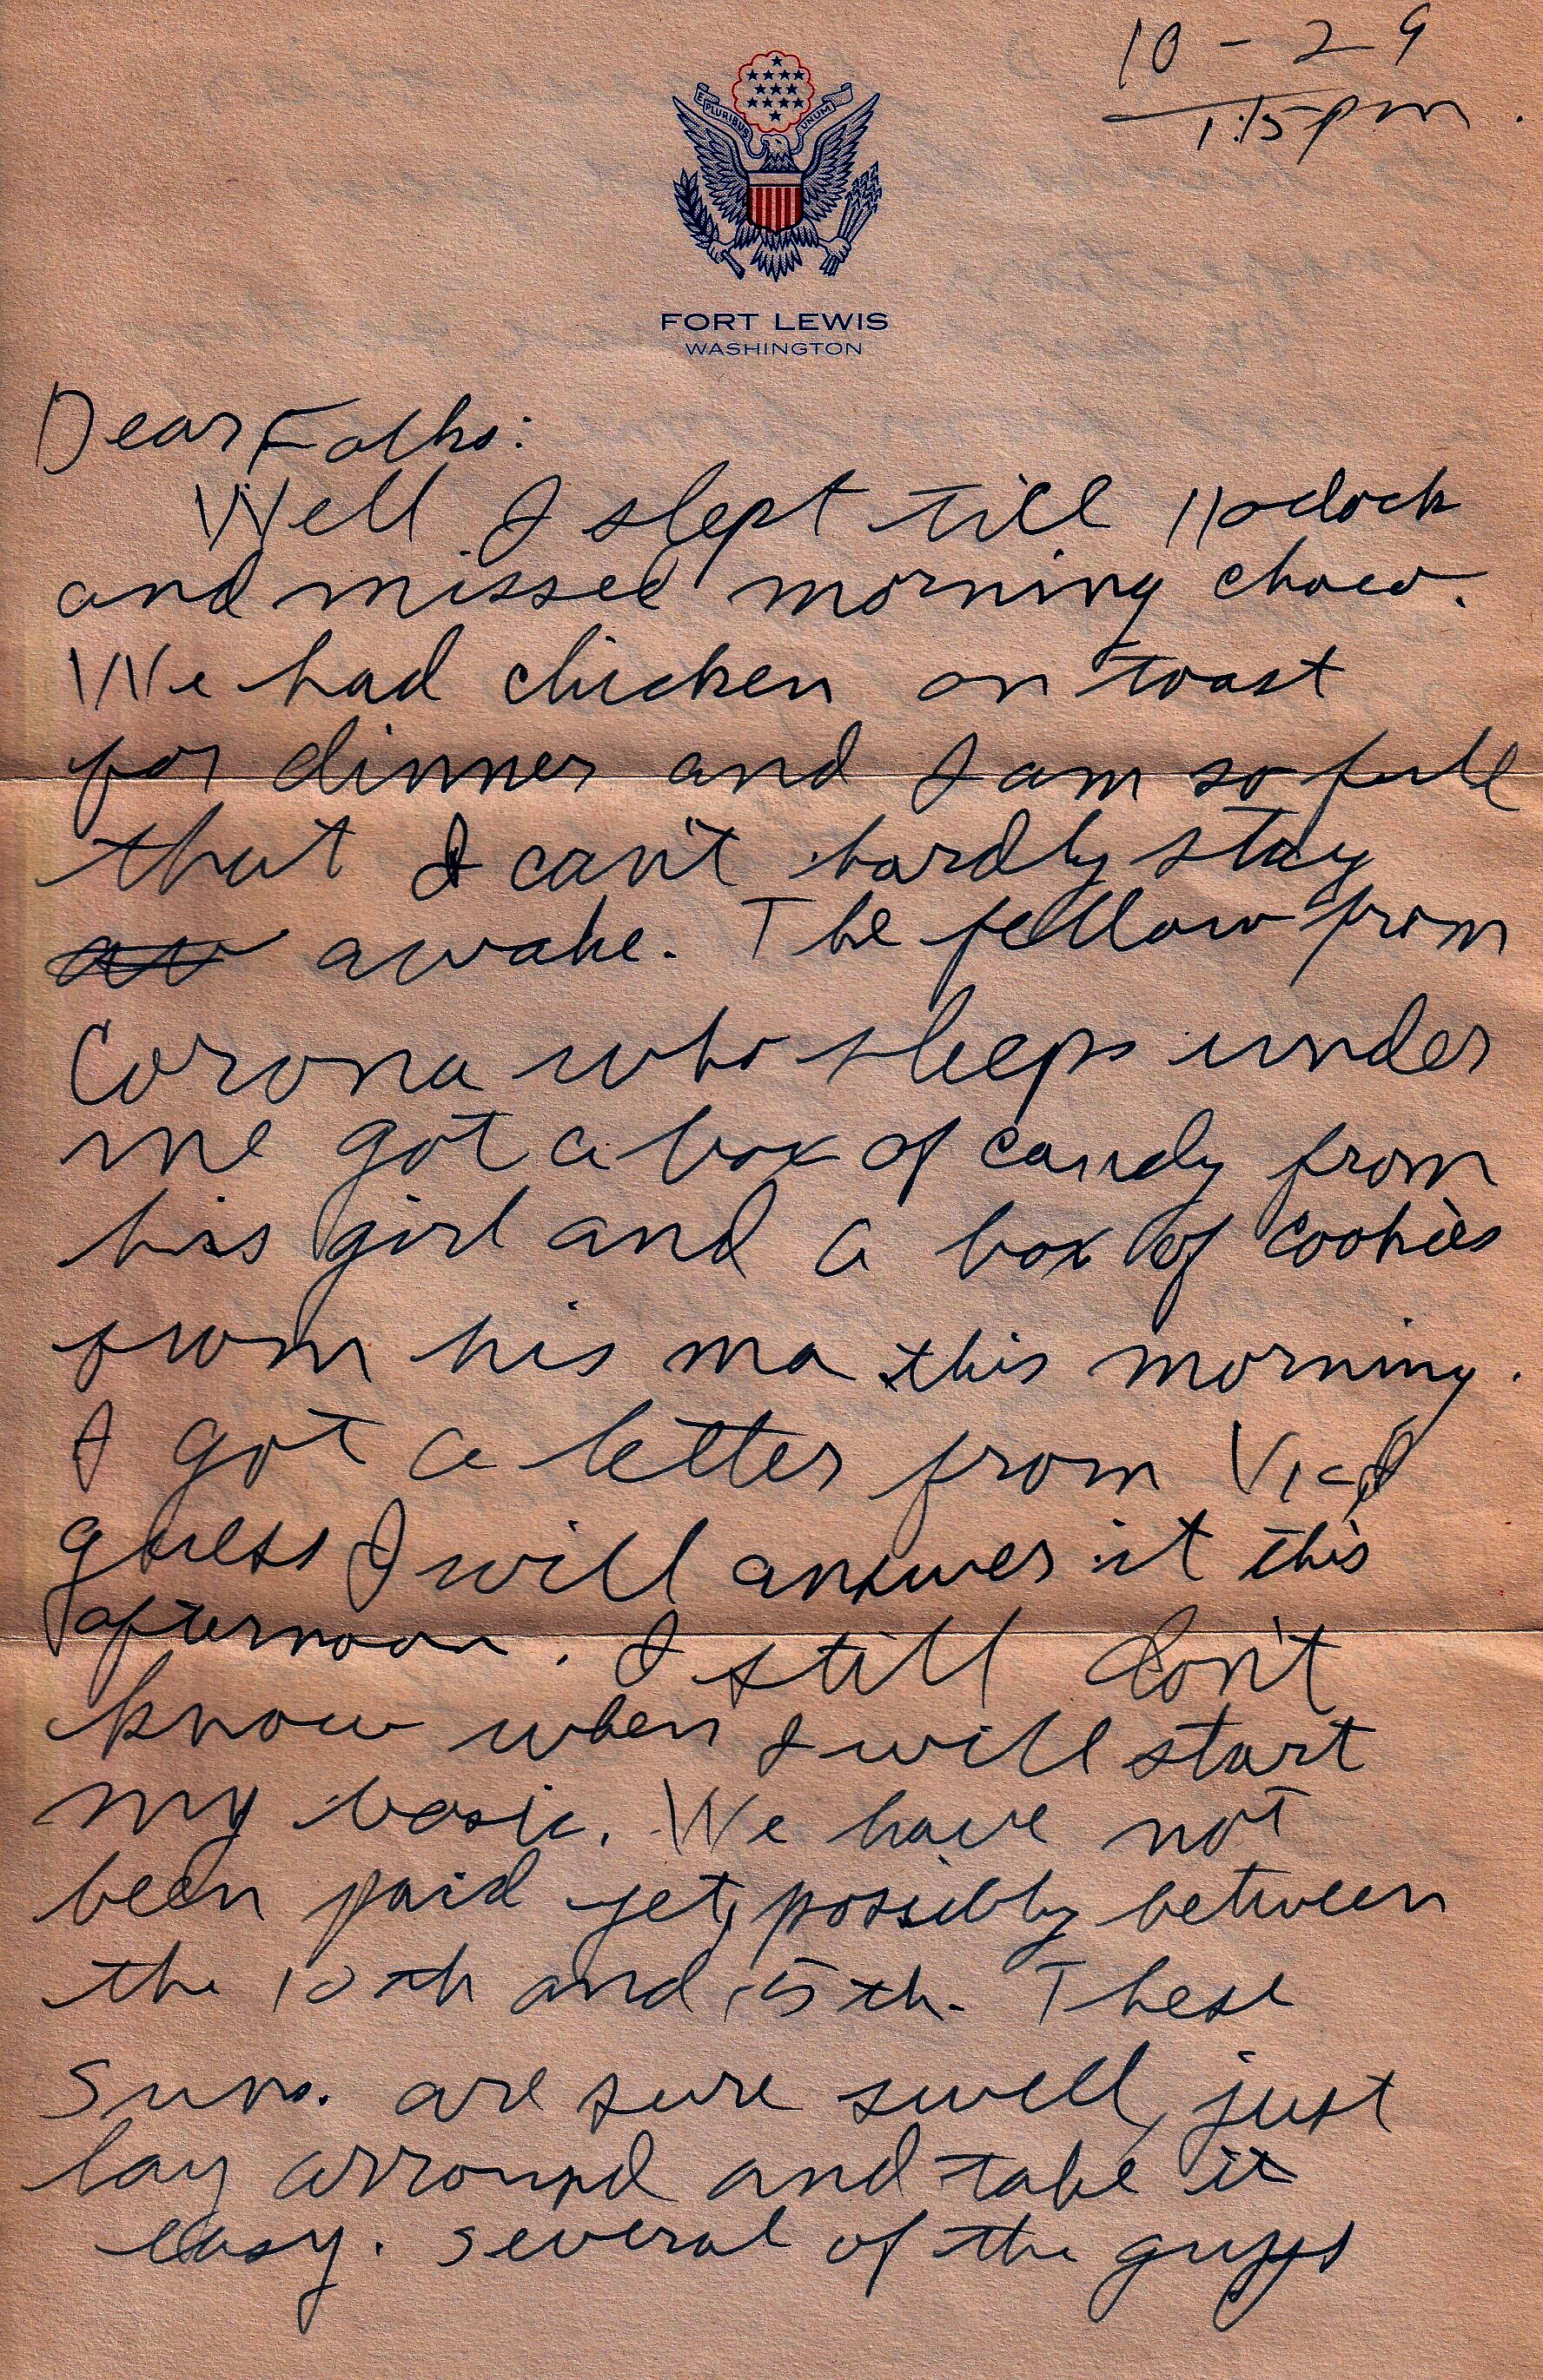 10-29
1:15 pm.
E PLURIBUS UNUM
FORT LEWIS
WASHINGTON
Dear Folks:
Well I slept till 11 oclock
and missed morning chow.
We had chicken on toast
for dinner and I am so full
that I can't hardly stay
aw awake. The fellow from
Corona who sleeps under
me got a box of candy from
his girl and a box of cookies
from his ma this morning.
I got a letter from Vic I
guess I will answer it this
afternoon. I still don't
know when I will start
my basic. We have not
been paid yet, possibly between
the 10th and 15th. These
Suns. are sure swell, just
lay arround and take it
easy. Several of the guys